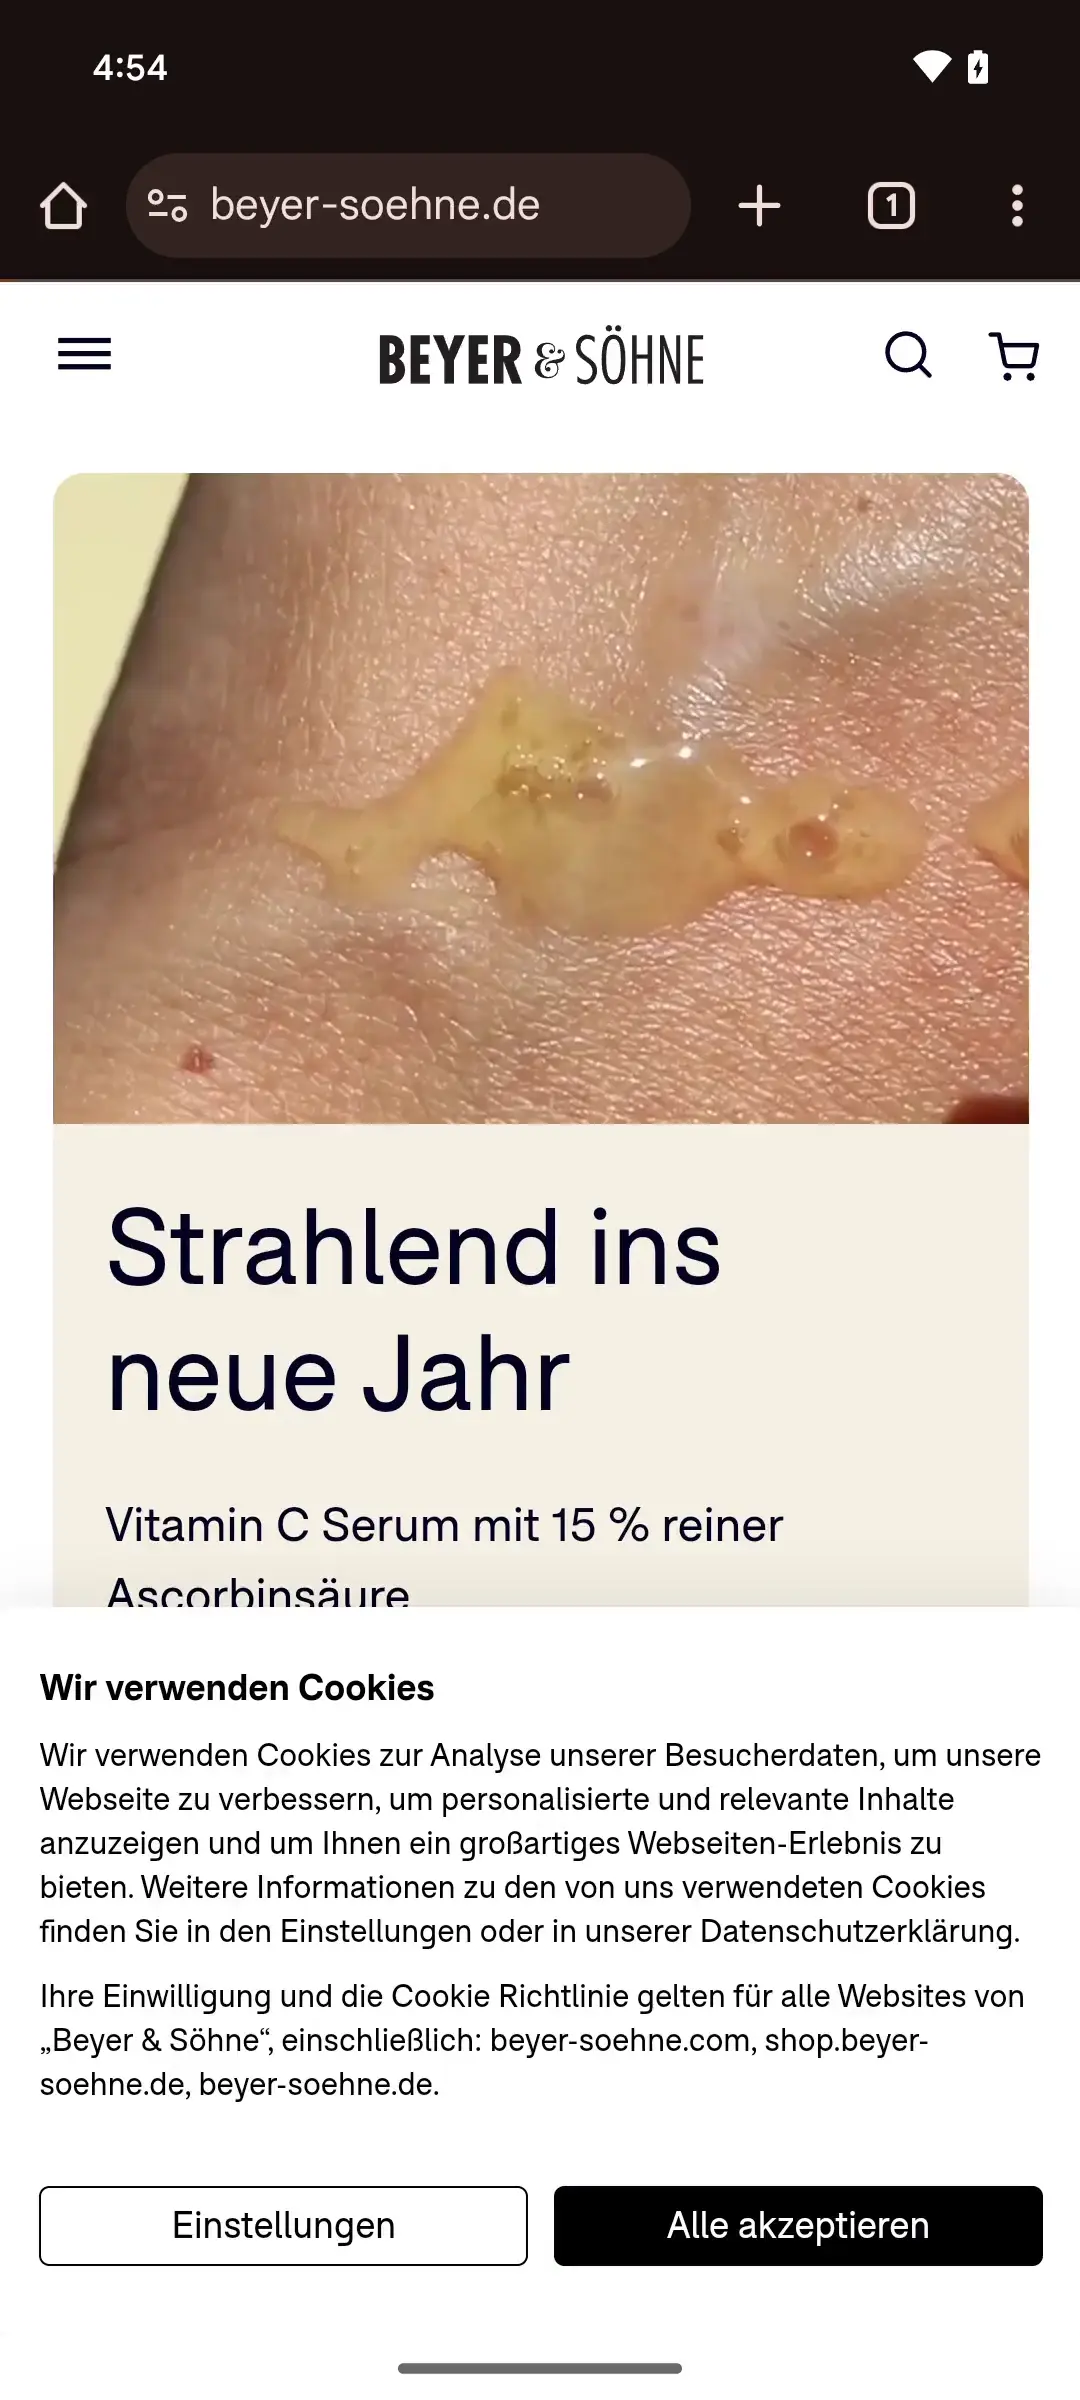 4:54
beyer-soehne.de
1
BEYER & SÖHNE
Strahlend ins
neue Jahr
Vitamin C Serum mit 15 % reiner
Ascorbinsäure
Wir verwenden Cookies
Wir verwenden Cookies zur Analyse unserer Besucherdaten, um unsere
Webseite zu verbessern, um personalisierte und relevante Inhalte
anzuzeigen und um Ihnen ein großartiges Webseiten-Erlebnis zu
bieten. Weitere Informationen zu den von uns verwendeten Cookies
finden Sie in den Einstellungen oder in unserer Datenschutzerklärung.
Ihre Einwilligung und die Cookie Richtlinie gelten für alle Websites von
„Beyer & Söhne“, einschließlich: beyer-soehne.com, shop.beyer-
soehne.de, beyer-soehne.de.
Einstellungen
Alle akzeptieren